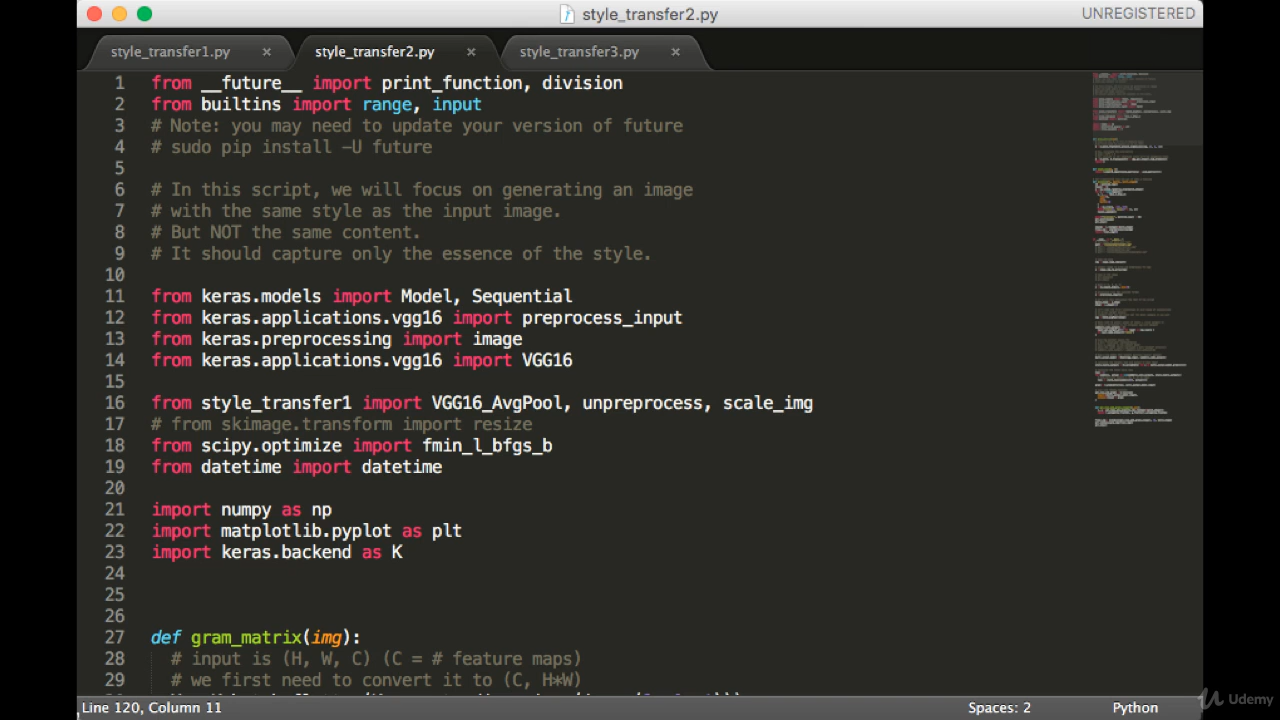 style_transfer2.py
UNREGISTERED
style_transfer1.py × style_transfer2.py × style_transfer3.py ×
1 from __future__ import print_function, division
2 from builtins import range, input
3 # Note: you may need to update your version of future
4 # sudo pip install -U future
5
6 # In this script, we will focus on generating an image
7 # with the same style as the input image.
8 # But NOT the same content.
9 # It should capture only the essence of the style.
10
11 from keras.models import Model, Sequential
12 from keras.applications.vgg16 import preprocess_input
13 from keras.preprocessing import image
14 from keras.applications.vgg16 import VGG16
15
16 from style_transfer1 import VGG16_AvgPool, unpreprocess, scale_img
17 # from skimage.transform import resize
18 from scipy.optimize import fmin_l_bfgs_b
19 from datetime import datetime
20
21 import numpy as np
22 import matplotlib.pyplot as plt
23 import keras.backend as K
24
25
26
27 def gram_matrix(img):
28 # input is (H, W, C) (C = # feature maps)
29 # we first need to convert it to (C, H*W)
Line 120, Column 11
Spaces: 2
Python
Udemy